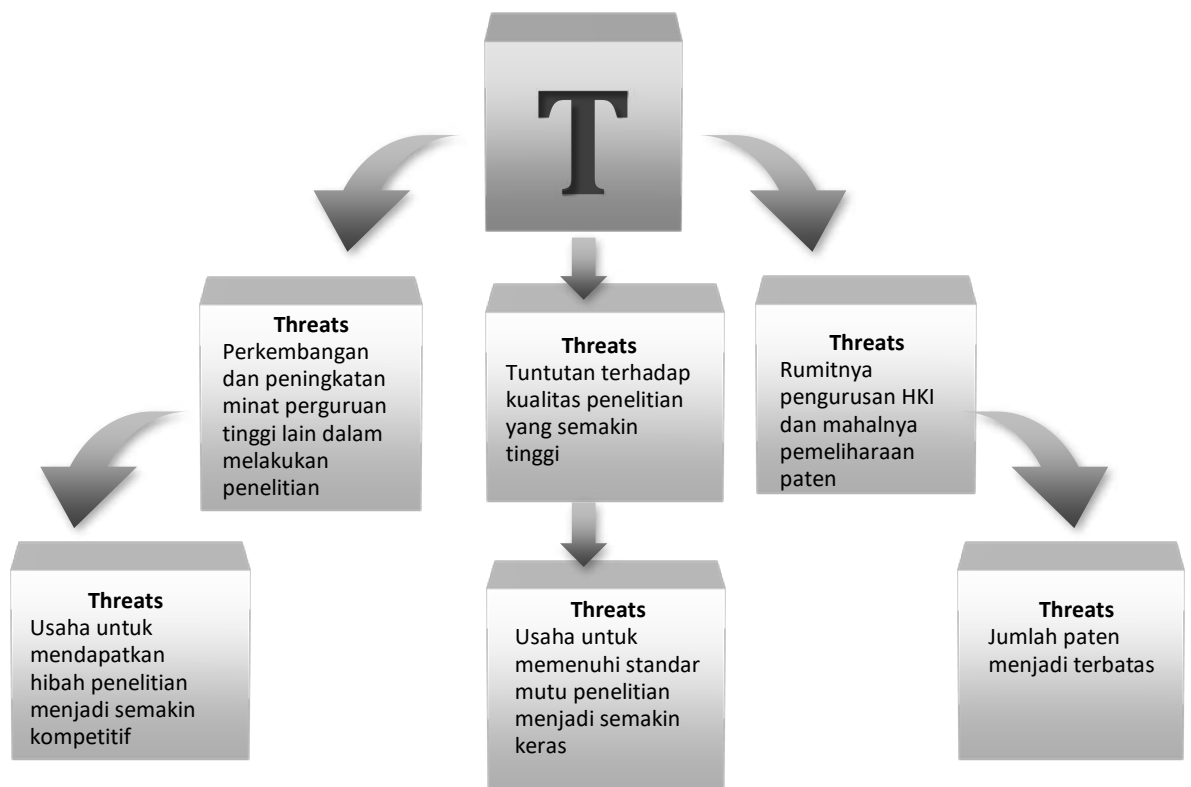 T
Threats
Perkembangan
dan peningkatan
minat perguruan
tinggi lain dalam
melakukan
penelitian
Threats
Tuntutan terhadap
kualitas penelitian
yang semakin
tinggi
Threats
Rumitnya
pengurusan HKI
dan mahalnya
pemeliharaan
paten
Threats
Usaha untuk
mendapatkan
hibah penelitian
menjadi semakin
kompetitif
Threats
Usaha untuk
memenuhi standar
mutu penelitian
menjadi semakin
keras
Threats
Jumlah paten
menjadi terbatas